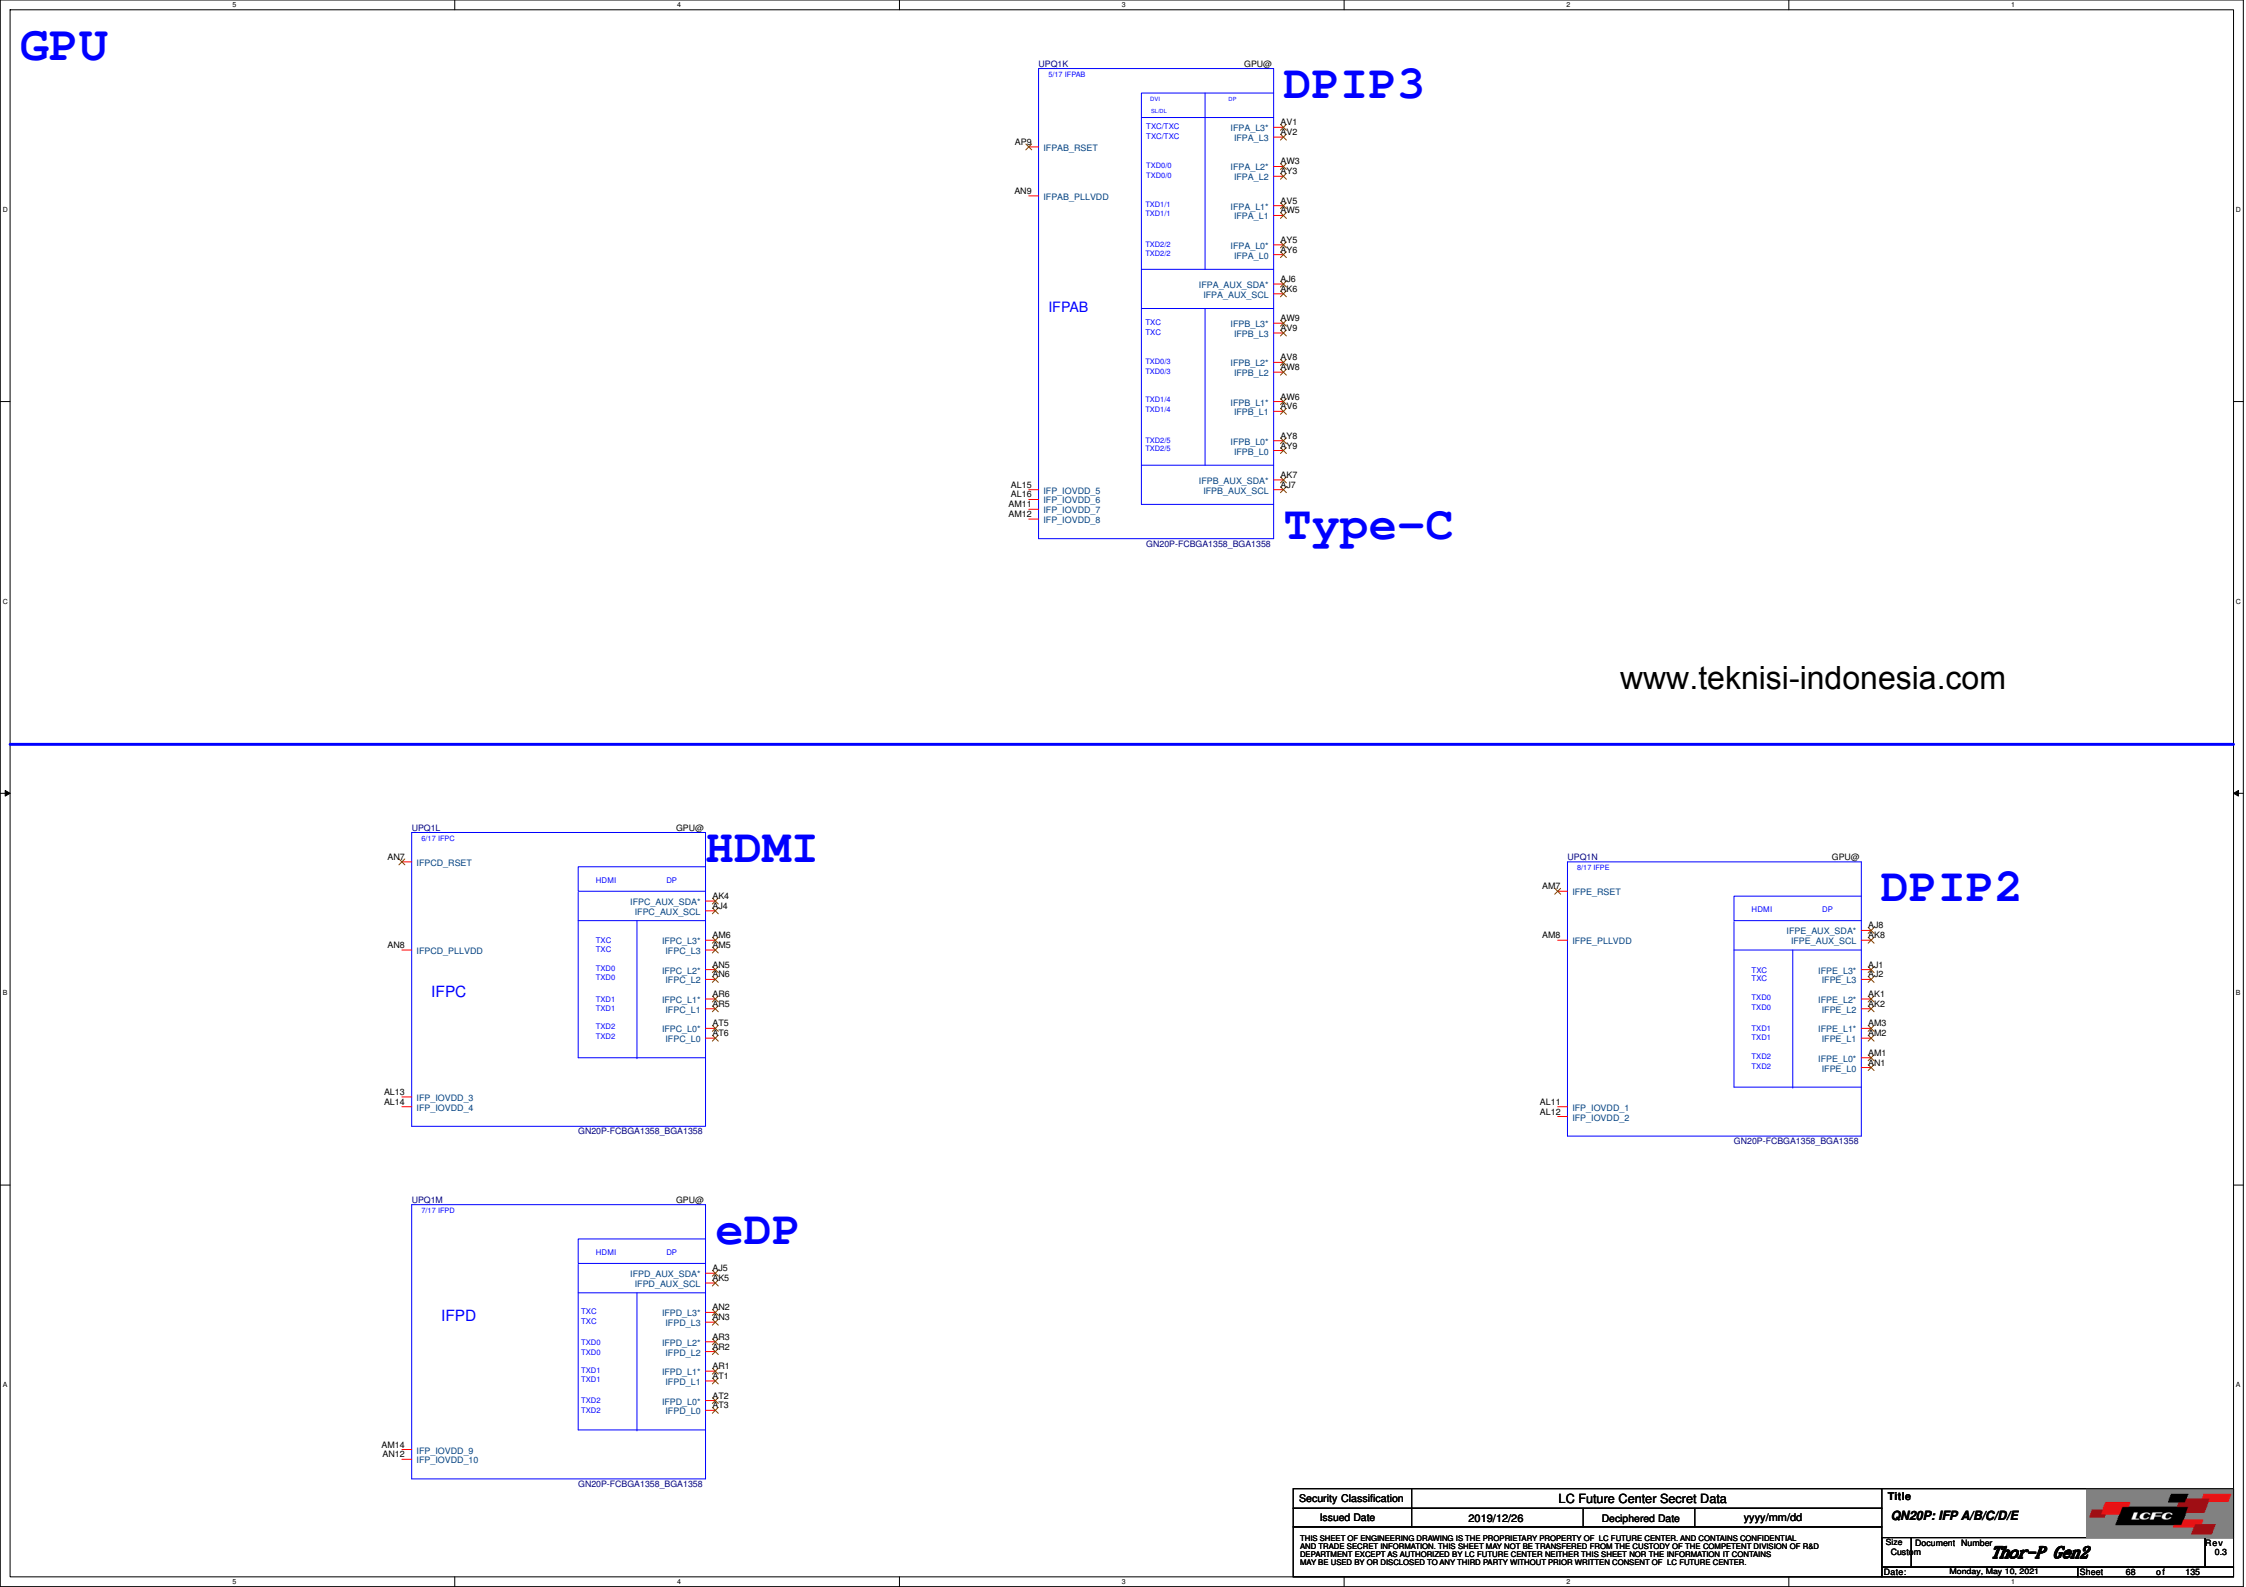 5 4 3 2 1
GPU
UPQ1K GPU@
5/17 IFPAB
DPIP3
DVI DP
SL/DL
AP9 IFPAB_RSET
AN9 IFPAB_PLLVDD
IFPAB
TXC/TXC IFPA_L3* AV1
TXC/TXC IFPA_L3 AV2
TXD0/0 IFPA_L2* AW3
TXD0/0 IFPA_L2 AY3
TXD1/1 IFPA_L1* AV5
TXD1/1 IFPA_L1 AW5
TXD2/2 IFPA_L0* AY5
TXD2/2 IFPA_L0 AY6
IFPA_AUX_SDA* AJ6
IFPA_AUX_SCL AK6
TXC IFPB_L3* AW9
TXC IFPB_L3 AV9
TXD0/3 IFPB_L2* AV8
TXD0/3 IFPB_L2 AW8
TXD1/4 IFPB_L1* AW6
TXD1/4 IFPB_L1 AV6
TXD2/5 IFPB_L0* AY8
TXD2/5 IFPB_L0 AY9
IFPB_AUX_SDA* AK7
IFPB_AUX_SCL AJ7
AL15 IFP_IOVDD_5
AL16 IFP_IOVDD_6
AM11 IFP_IOVDD_7
AM12 IFP_IOVDD_8
Type-C
GN20P-FCBGA1358_BGA1358
D D
C C
www.teknisi-indonesia.com
UPQ1L GPU@
6/17 IFPC
HDMI
AN7 IFPCD_RSET
HDMI DP
IFPC_AUX_SDA* AK4
IFPC_AUX_SCL AJ4
AN8 IFPCD_PLLVDD
IFPC
TXC IFPC_L3* AM6
TXC IFPC_L3 AM5
TXD0 IFPC_L2* AN5
TXD0 IFPC_L2 AN6
TXD1 IFPC_L1* AR6
TXD1 IFPC_L1 AR5
TXD2 IFPC_L0* AT5
TXD2 IFPC_L0 AT6
AL13 IFP_IOVDD_3
AL14 IFP_IOVDD_4
GN20P-FCBGA1358_BGA1358
UPQ1N GPU@
8/17 IFPE
DPIP2
AM7 IFPE_RSET
HDMI DP
IFPE_AUX_SDA* AJ8
IFPE_AUX_SCL AK8
AM8 IFPE_PLLVDD
TXC IFPE_L3* AJ1
TXC IFPE_L3 AJ2
TXD0 IFPE_L2* AK1
TXD0 IFPE_L2 AK2
TXD1 IFPE_L1* AM3
TXD1 IFPE_L1 AM2
TXD2 IFPE_L0* AM1
TXD2 IFPE_L0 AN1
AL11 IFP_IOVDD_1
AL12 IFP_IOVDD_2
GN20P-FCBGA1358_BGA1358
B B
UPQ1M GPU@
7/17 IFPD
eDP
HDMI DP
IFPD_AUX_SDA* AJ5
IFPD_AUX_SCL AK5
IFPD
TXC IFPD_L3* AN2
TXC IFPD_L3 AN3
TXD0 IFPD_L2* AR3
TXD0 IFPD_L2 AR2
TXD1 IFPD_L1* AR1
TXD1 IFPD_L1 AT1
TXD2 IFPD_L0* AT2
TXD2 IFPD_L0 AT3
AM14 IFP_IOVDD_9
AN12 IFP_IOVDD_10
GN20P-FCBGA1358_BGA1358
A A
Security Classification LC Future Center Secret Data
Issued Date 2019/12/26 Deciphered Date yyyy/mm/dd
THIS SHEET OF ENGINEERING DRAWING IS THE PROPRIETARY PROPERTY OF LC FUTURE CENTER. AND CONTAINS CONFIDENTIAL
AND TRADE SECRET INFORMATION. THIS SHEET MAY NOT BE TRANSFERED FROM THE CUSTODY OF THE COMPETENT DIVISION OF R&D
DEPARTMENT EXCEPT AS AUTHORIZED BY LC FUTURE CENTER NEITHER THIS SHEET NOR THE INFORMATION IT CONTAINS
MAY BE USED BY OR DISCLOSED TO ANY THIRD PARTY WITHOUT PRIOR WRITTEN CONSENT OF LC FUTURE CENTER.
Title
QN20P: IFP A/B/C/D/E
LCFC
Size Document Number Rev
Custom Thor-P Gen2 0.3
Date: Monday, May 10, 2021 Sheet 68 of 135
5 4 3 2 1